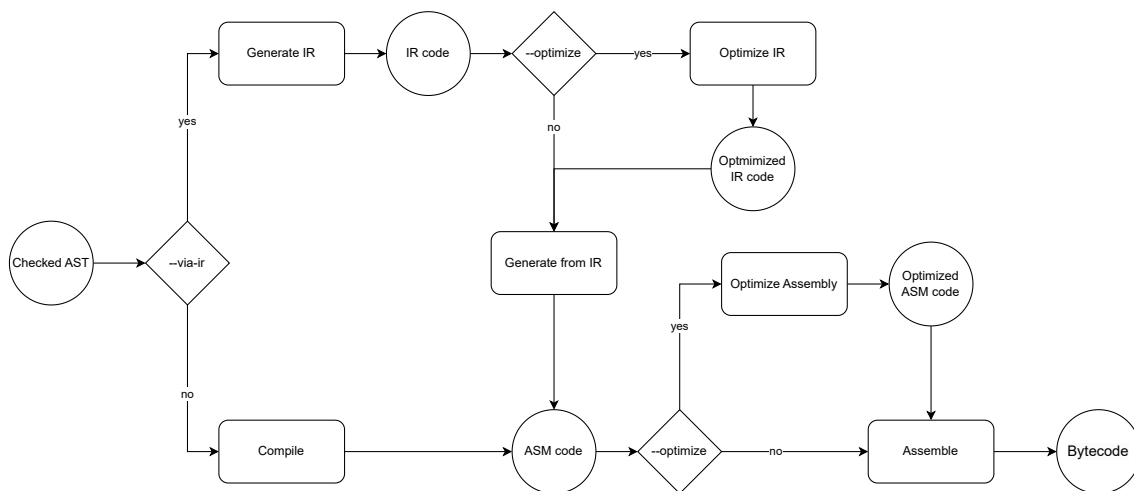 Generate IR
IR code
--optimize
yes
Optimize IR
yes
no
Optmimized
IR code
Checked AST
--via-ir
Generate from IR
Optimize Assembly
Optimized
ASM code
yes
no
Compile
ASM code
--optimize
no
Assemble
Bytecode